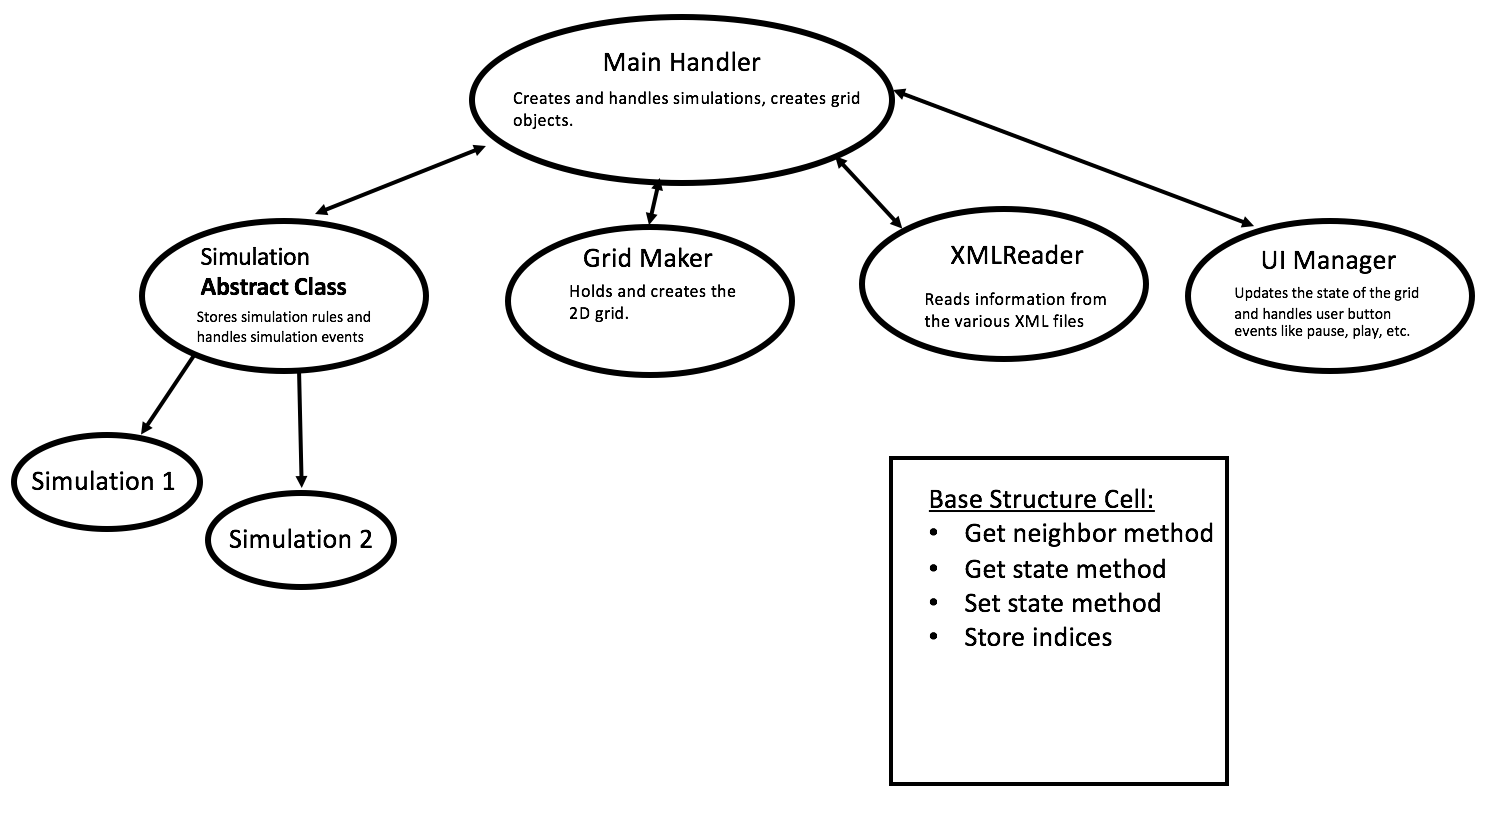 Main Handler
Creates and handles simulations, creates grid
objects.
Simulation
Abstract Class
Stores simulation rules and
handles simulation events
Grid Maker
Holds and creates the
2D grid.
XMLReader
Reads information from
the various XML files
UI Manager
Updates the state of the grid
and handles user button
events like pause, play, etc.
Simulation 1
Simulation 2
Base Structure Cell:
• Get neighbor method
• Get state method
• Set state method
• Store indices